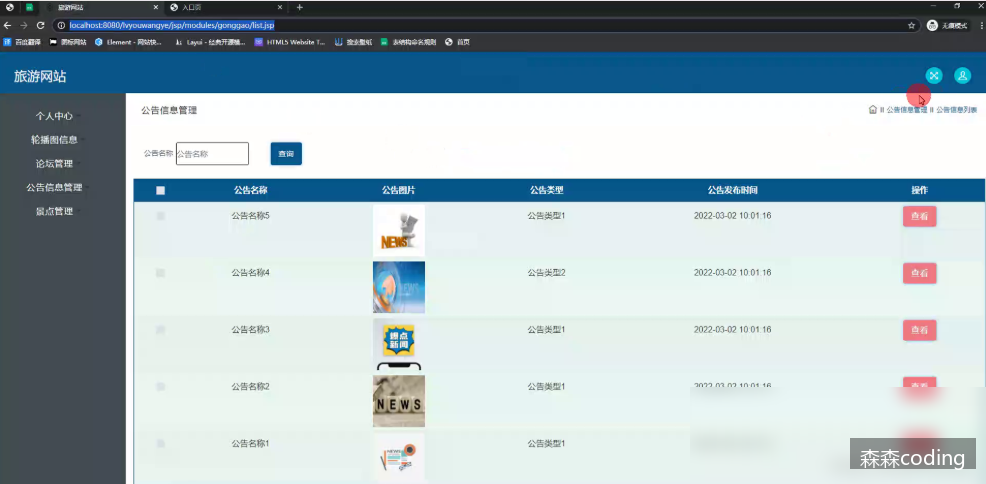 旅游网站
入口页
localhost:8080/lvyouwangye/jsp/modules/gonggao/list.jsp
无痕模式
百度翻译
图标网站
Element - 网站快...
Layui - 经典开源模...
HTML5 Website T...
搜索壁纸
表结构命名规则
首页
旅游网站
个人中心
轮播图信息
论坛管理
公告信息管理
景点管理
公告信息管理
公告信息管理
公告信息列表
公告名称
公告名称
查询
公告名称 公告图片 公告类型 公告发布时间 操作
公告名称5 NEWS 公告类型1 2022-03-02 10:01:16 查看
公告名称4 NEWS 公告类型2 2022-03-02 10:01:16 查看
公告名称3 公告类型1 2022-03-02 10:01:16 查看
新闻
公告名称2 NEWS 公告类型1 2022-03-02 10:01:16 查看
公告名称1 NEWS 公告类型1
森森coding